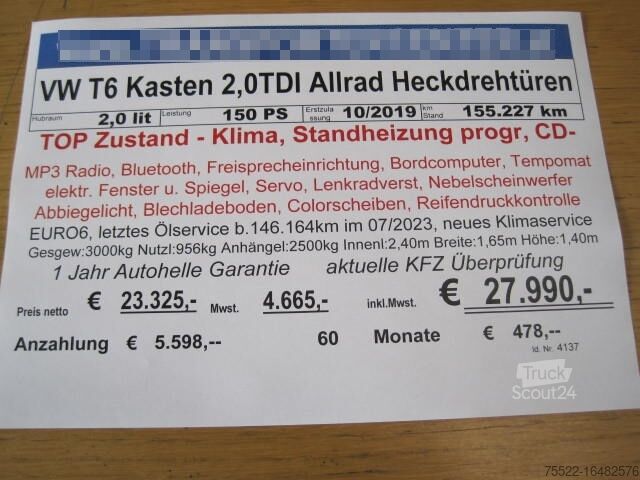 VW T6 Kasten 2,0TDI Allrad Heckdrehtüren
Hubraum 2,0 lit Leistung 150 PS Erstzulassung 10/2019 km Stand 155.227 km
TOP Zustand - Klima, Standheizung progr, CD-
MP3 Radio, Bluetooth, Freisprecheinrichtung, Bordcomputer, Tempomat
elektr. Fenster u. Spiegel, Servo, Lenkradverst, Nebelscheinwerfer
Abbiegelicht, Blechladeboden, Colorscheiben, Reifendruckkontrolle
EURO6, letztes Ölservice b.146.164km im 07/2023, neues Klimaservice
Gesgew:3000kg Nutzl:956kg Anhängel:2500kg Innenl:2,40m Breite:1,65m Höhe:1,40m
1 Jahr Autohelle Garantie aktuelle KFZ Überprüfung
Preis netto € 23.325,- Mwst. 4.665,- inkl.Mwst. € 27.990,-
Anzahlung € 5.598,-- 60 Monate € 478,--
Id. Nr. 4137
Truck
Scout24
75522-16482576